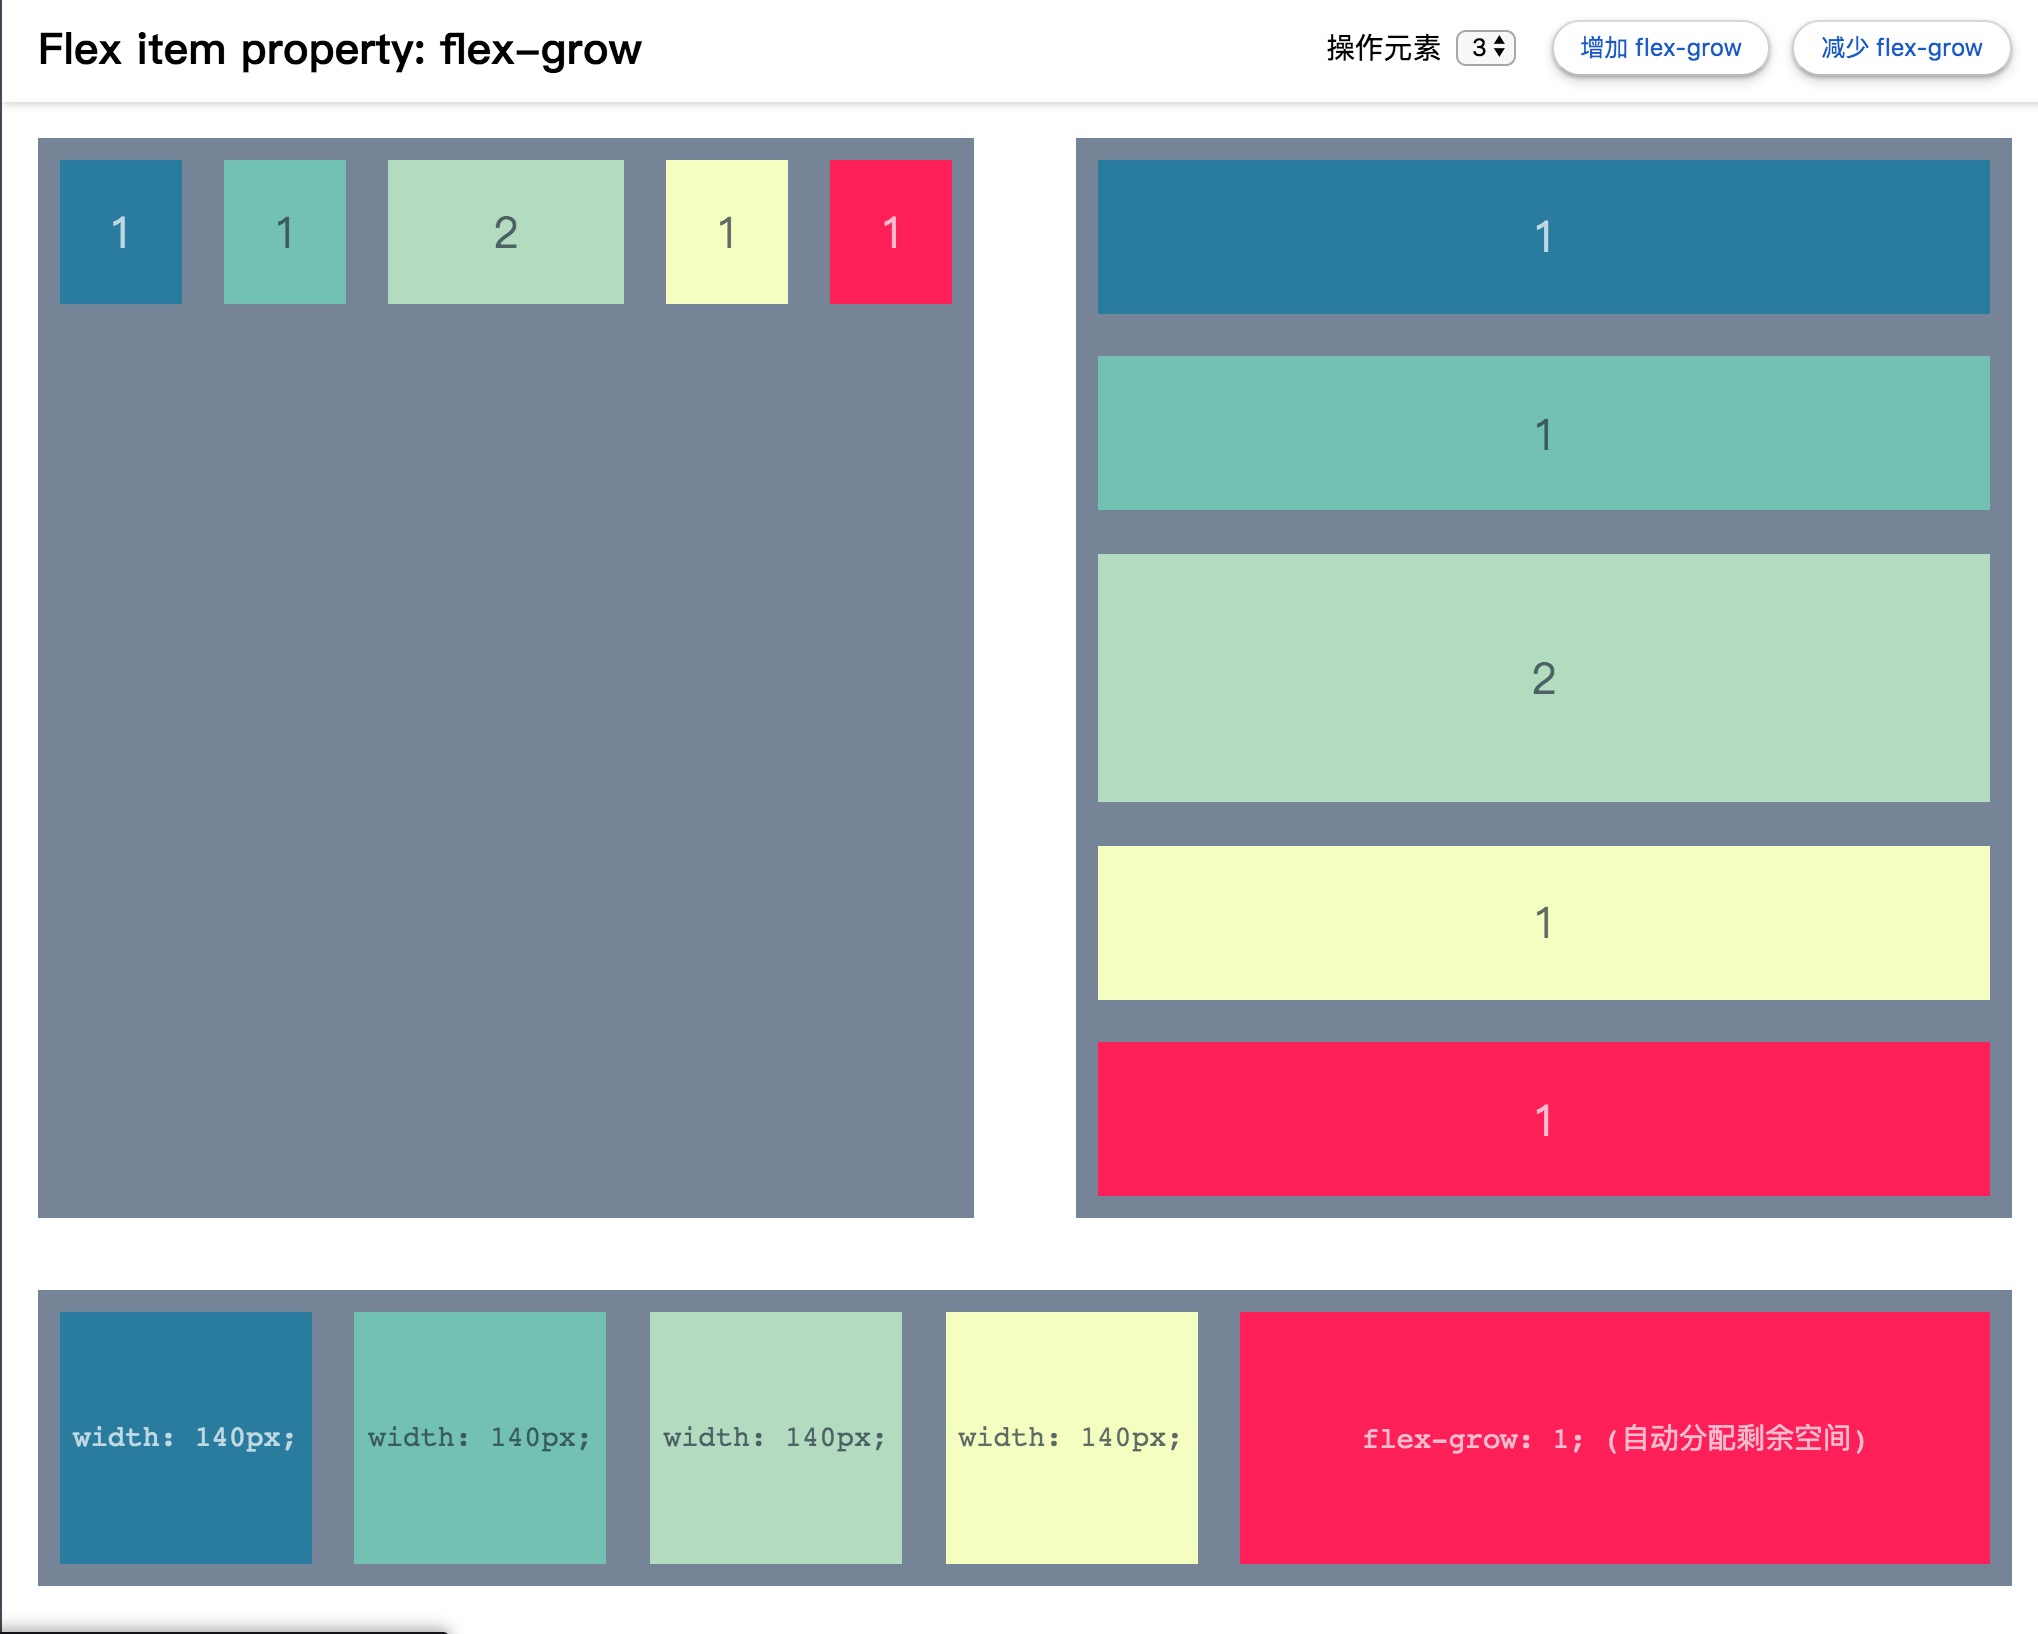 Flex item property: flex-grow
操作元素 3 增加 flex-grow 减少 flex-grow
1 1 2 1 1
1
1
2
1
1
width: 140px; width: 140px; width: 140px; width: 140px; flex-grow: 1; (自动分配剩余空间)